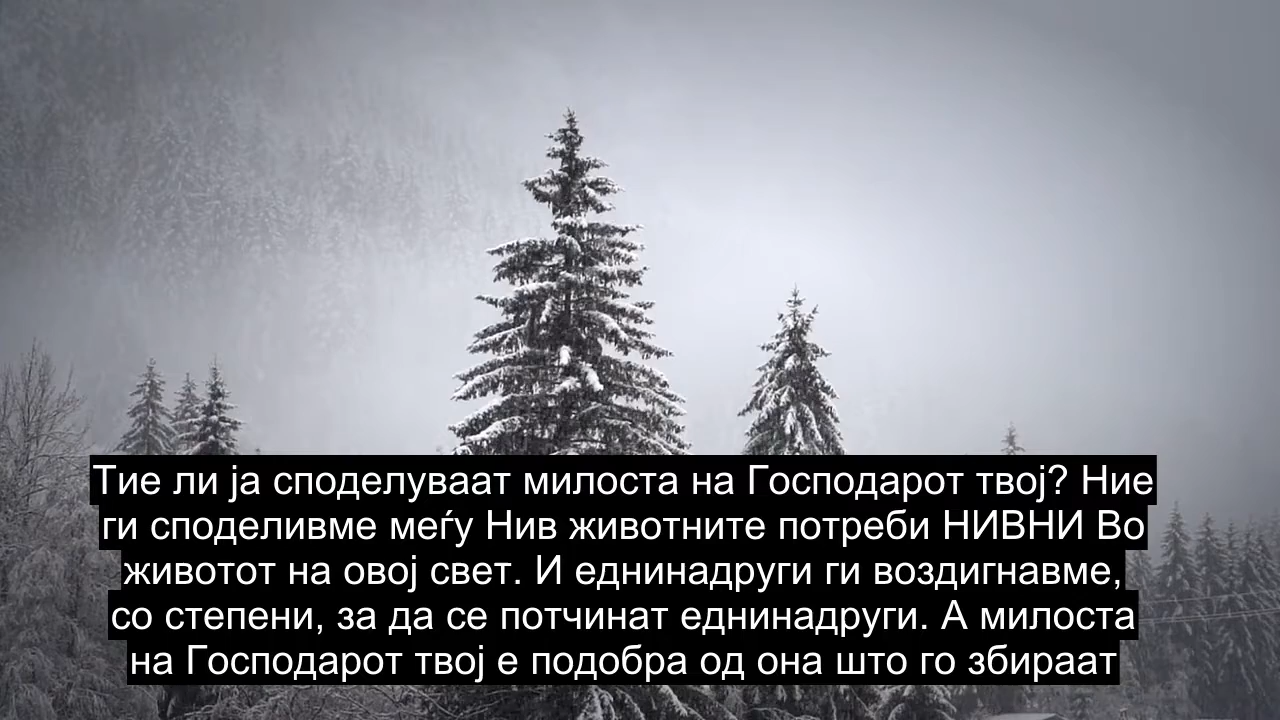 Тие ли ја споделуваат милоста на Господарот твој? Ние
ги споделивме меѓу Нив животните потреби НИВНИ Во
животот на овој свет. И еднинадруги ги воздигнавме,
со степени, за да се потчинат еднинадруги. А милоста
на Господарот твој е подобра од она што го збираат